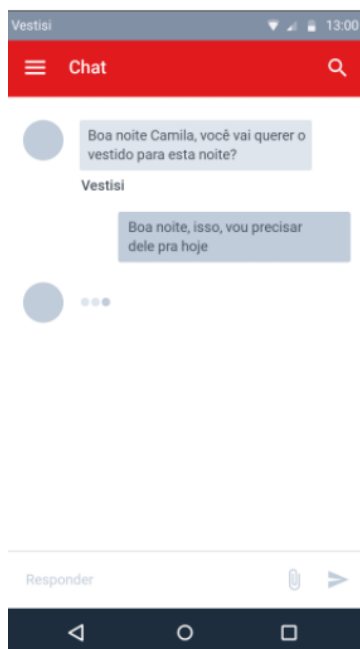 Vestisi 13:00
Chat
Boa noite Camila, você vai querer o
vestido para esta noite?
Vestisi
Boa noite, isso, vou precisar
dele pra hoje
Responder